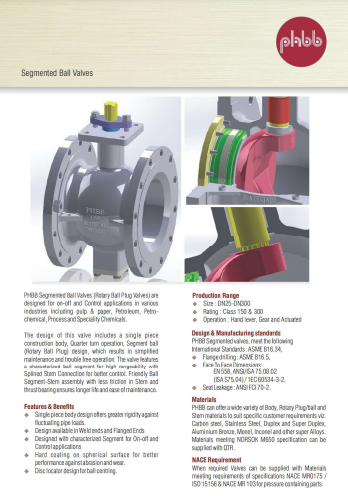 phbb
Segmented Ball Valves
PHBB
PHBB Segmented Ball Valves (Rotary Ball Plug Valves) are
designed for on-off and Control applications in various
industries including pulp & paper, Petroleum, Petro-
chemical, Process and Speciality Chemicals.
The design of this valve includes a single piece
construction body, Quarter turn operation, Segment ball
(Rotary Ball Plug) design, which results in simplified
maintenance and trouble free operation. The valve features
a characterized ball segment for high rangeability with
Splined Stem Connection for better control. Friendly Ball
Segment-Stem assembly with less friction in Stem and
thrust bearing ensures longer life and ease of maintenance.
Features & Benefits
❖ Single piece body design offers greater rigidity against
fluctuating pipe loads.
❖ Design available in Weld ends and Flanged Ends
❖ Designed with characterized Segment for On-off and
Control applications
❖ Hard coating on spherical surface for better
performance against abrasion and wear.
❖ Disc locator design for ball centring.
Production Range
❖ Size : DN25-DN300
❖ Rating : Class 150 & 300
❖ Operation : Hand lever, Gear and Actuated
Design & Manufacturing standards
PHBB Segmented valves, meet the following
International Standards: ASME B16.34,
❖ Flange drilling : ASME B16.5.
❖ Face To Face Dimensions:
EN 558, ANSI/ISA 75.08.02
(ISA S75.04) / IEC 60534-3-2,
❖ Seat Leakage : ANSI FCI 70-2.
Materials
PHBB can offer a wide variety of Body, Rotary Plug/ball and
Stem materials to suit specific customer requirements viz.
Carbon steel, Stainless Steel, Duplex and Super Duplex,
Aluminium Bronze, Monel, Inconel and other super Alloys.
Materials meeting NORSOK M650 specification can be
supplied with QTR.
NACE Requirement
When required Valves can be supplied with Materials
meeting requirements of specifications NACE MR0175 /
ISO 15156 & NACE MR 103 for pressure containing parts.